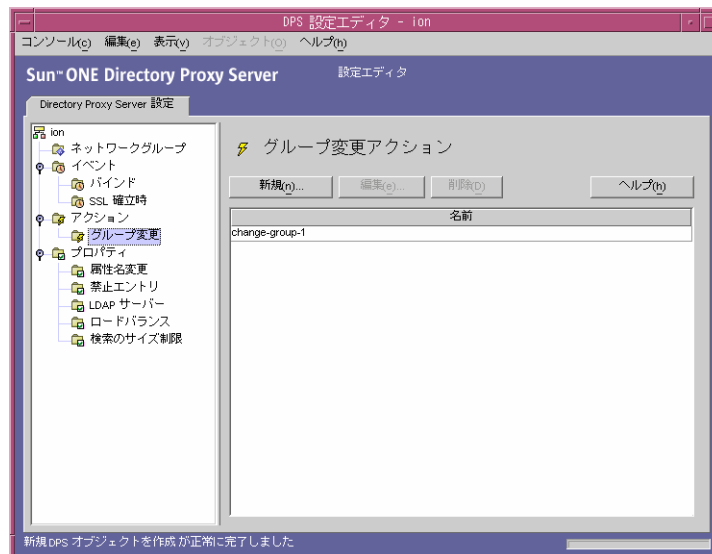 DPS 設定エディタ - ion
コンソール(c) 編集(e) 表示(v) オブジェクト(O) ヘルプ(h)
Sun™ ONE Directory Proxy Server 設定エディタ
Directory Proxy Server 設定
ion
ネットワークグループ
イベント
バインド
SSL 確立時
アクション
グループ変更
プロパティ
属性名変更
禁止エントリ
LDAP サーバー
ロードバランス
検索のサイズ制限
グループ変更アクション
新規(n)... 編集(e)... 削除(D) ヘルプ(h)
名前
change-group-1
新規 DPS オブジェクトを作成 が正常に完了しました